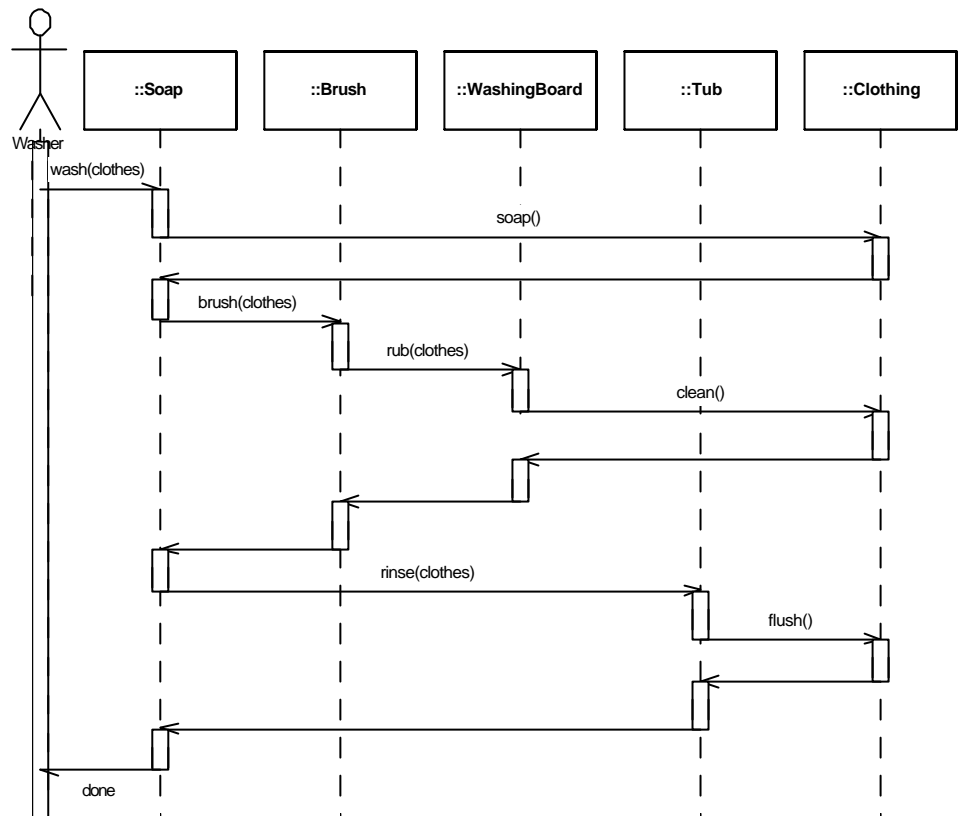 ::Soap
::Brush
::WashingBoard
::Tub
::Clothing
Washer
wash(clothes)
soap()
brush(clothes)
rub(clothes)
clean()
rinse(clothes)
flush()
done